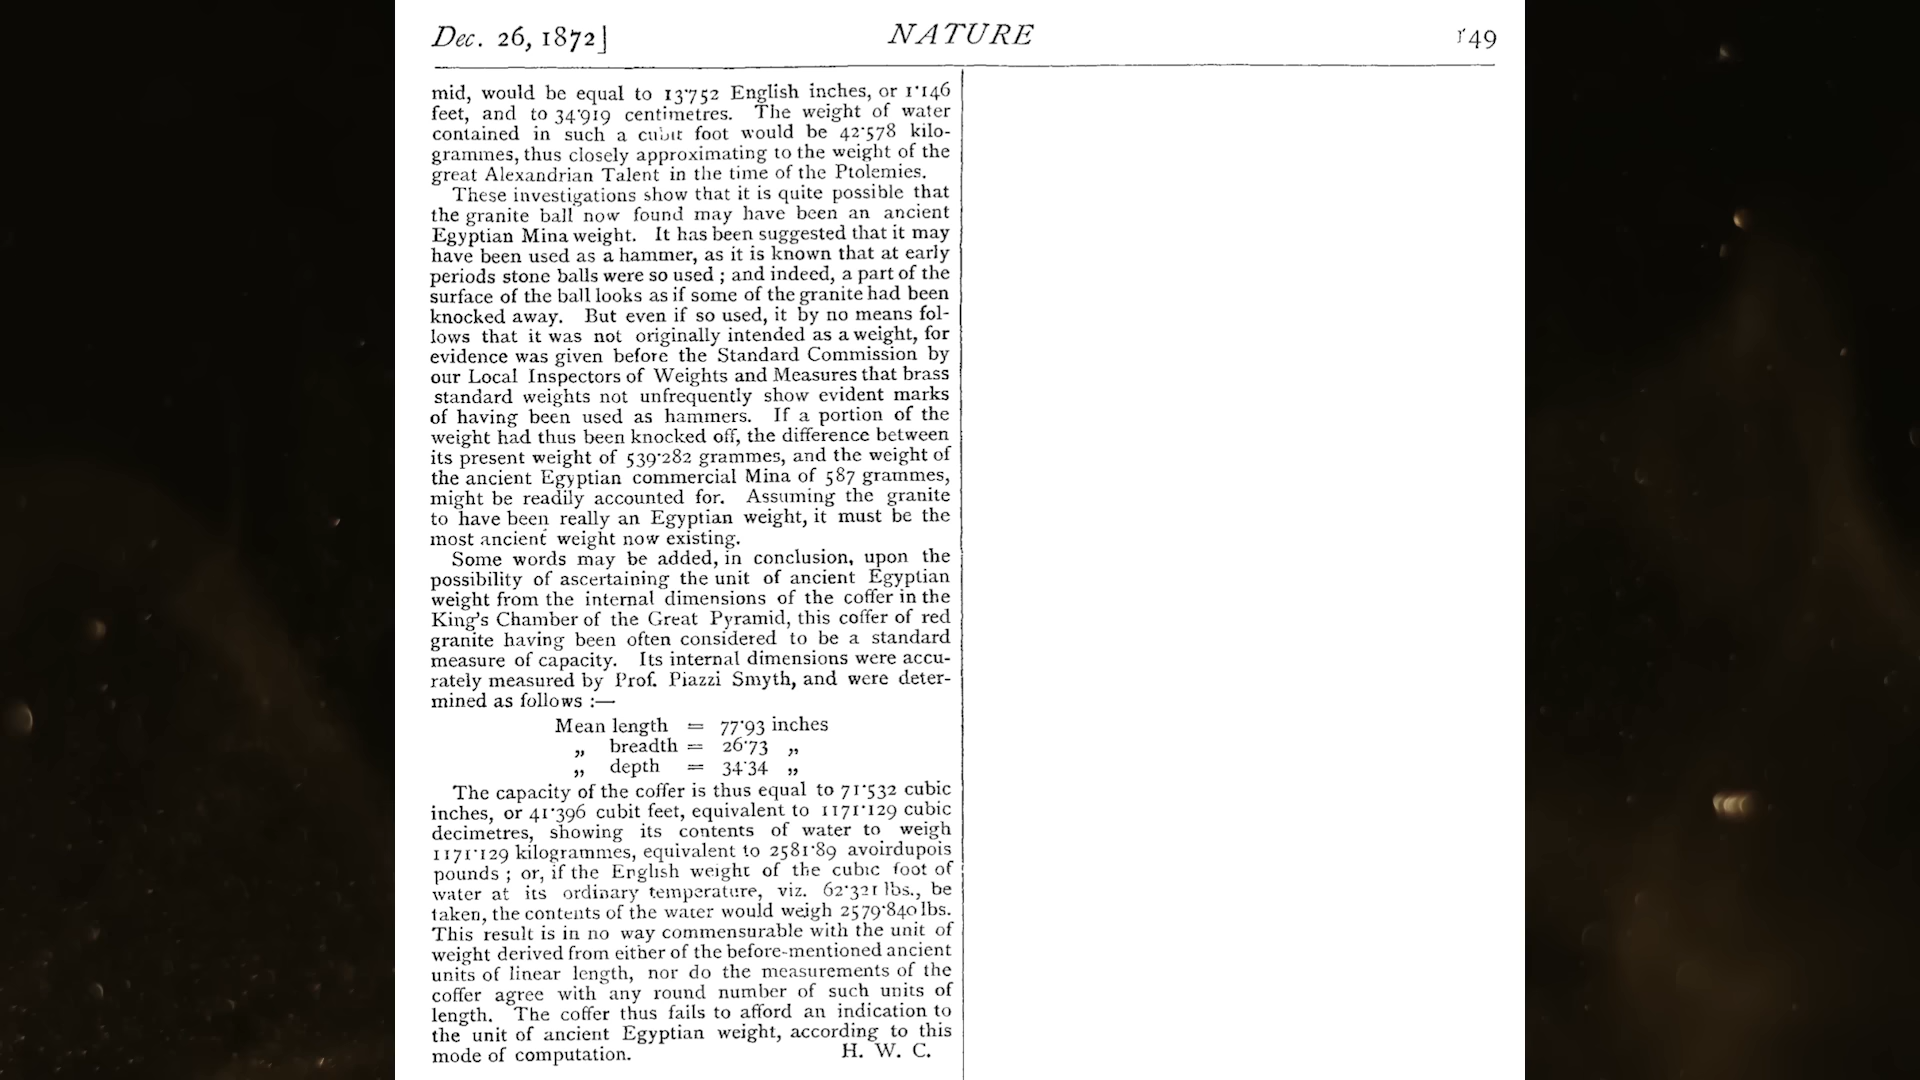 Dec. 26, 1872]
NATURE
149
mid, would be equal to 13·752 English inches, or 1·146
feet, and to 34·919 centimetres. The weight of water
contained in such a cubit foot would be 42·578 kilo-
grammes, thus closely approximating to the weight of the
great Alexandrian Talent in the time of the Ptolemies.
These investigations show that it is quite possible that
the granite ball now found may have been an ancient
Egyptian Mina weight. It has been suggested that it may
have been used as a hammer, as it is known that at early
periods stone balls were so used ; and indeed, a part of the
surface of the ball looks as if some of the granite had been
knocked away. But even if so used, it by no means fol-
lows that it was not originally intended as a weight, for
evidence was given before the Standard Commission by
our Local Inspectors of Weights and Measures that brass
standard weights not unfrequently show evident marks
of having been used as hammers. If a portion of the
weight had thus been knocked off, the difference between
its present weight of 539·282 grammes, and the weight of
the ancient Egyptian commercial Mina of 587 grammes,
might be readily accounted for. Assuming the granite
to have been really an Egyptian weight, it must be the
most ancient weight now existing.
Some words may be added, in conclusion, upon the
possibility of ascertaining the unit of ancient Egyptian
weight from the internal dimensions of the coffer in the
King's Chamber of the Great Pyramid, this coffer of red
granite having been often considered to be a standard
measure of capacity. Its internal dimensions were accu-
rately measured by Prof. Piazzi Smyth, and were deter-
mined as follows :—
Mean length = 77·93 inches
„ breadth = 26·73 „
„ depth = 34·34 „
The capacity of the coffer is thus equal to 71·532 cubic
inches, or 41·396 cubit feet, equivalent to 1171·129 cubic
decimetres, showing its contents of water to weigh
1171·129 kilogrammes, equivalent to 2581·89 avoirdupois
pounds ; or, if the English weight of the cubic foot of
water at its ordinary temperature, viz. 62·321 lbs., be
taken, the contents of the water would weigh 2579·840 lbs.
This result is in no way commensurable with the unit of
weight derived from either of the before-mentioned ancient
units of linear length, nor do the measurements of the
coffer agree with any round number of such units of
length. The coffer thus fails to afford an indication to
the unit of ancient Egyptian weight, according to this
mode of computation. H. W. C.